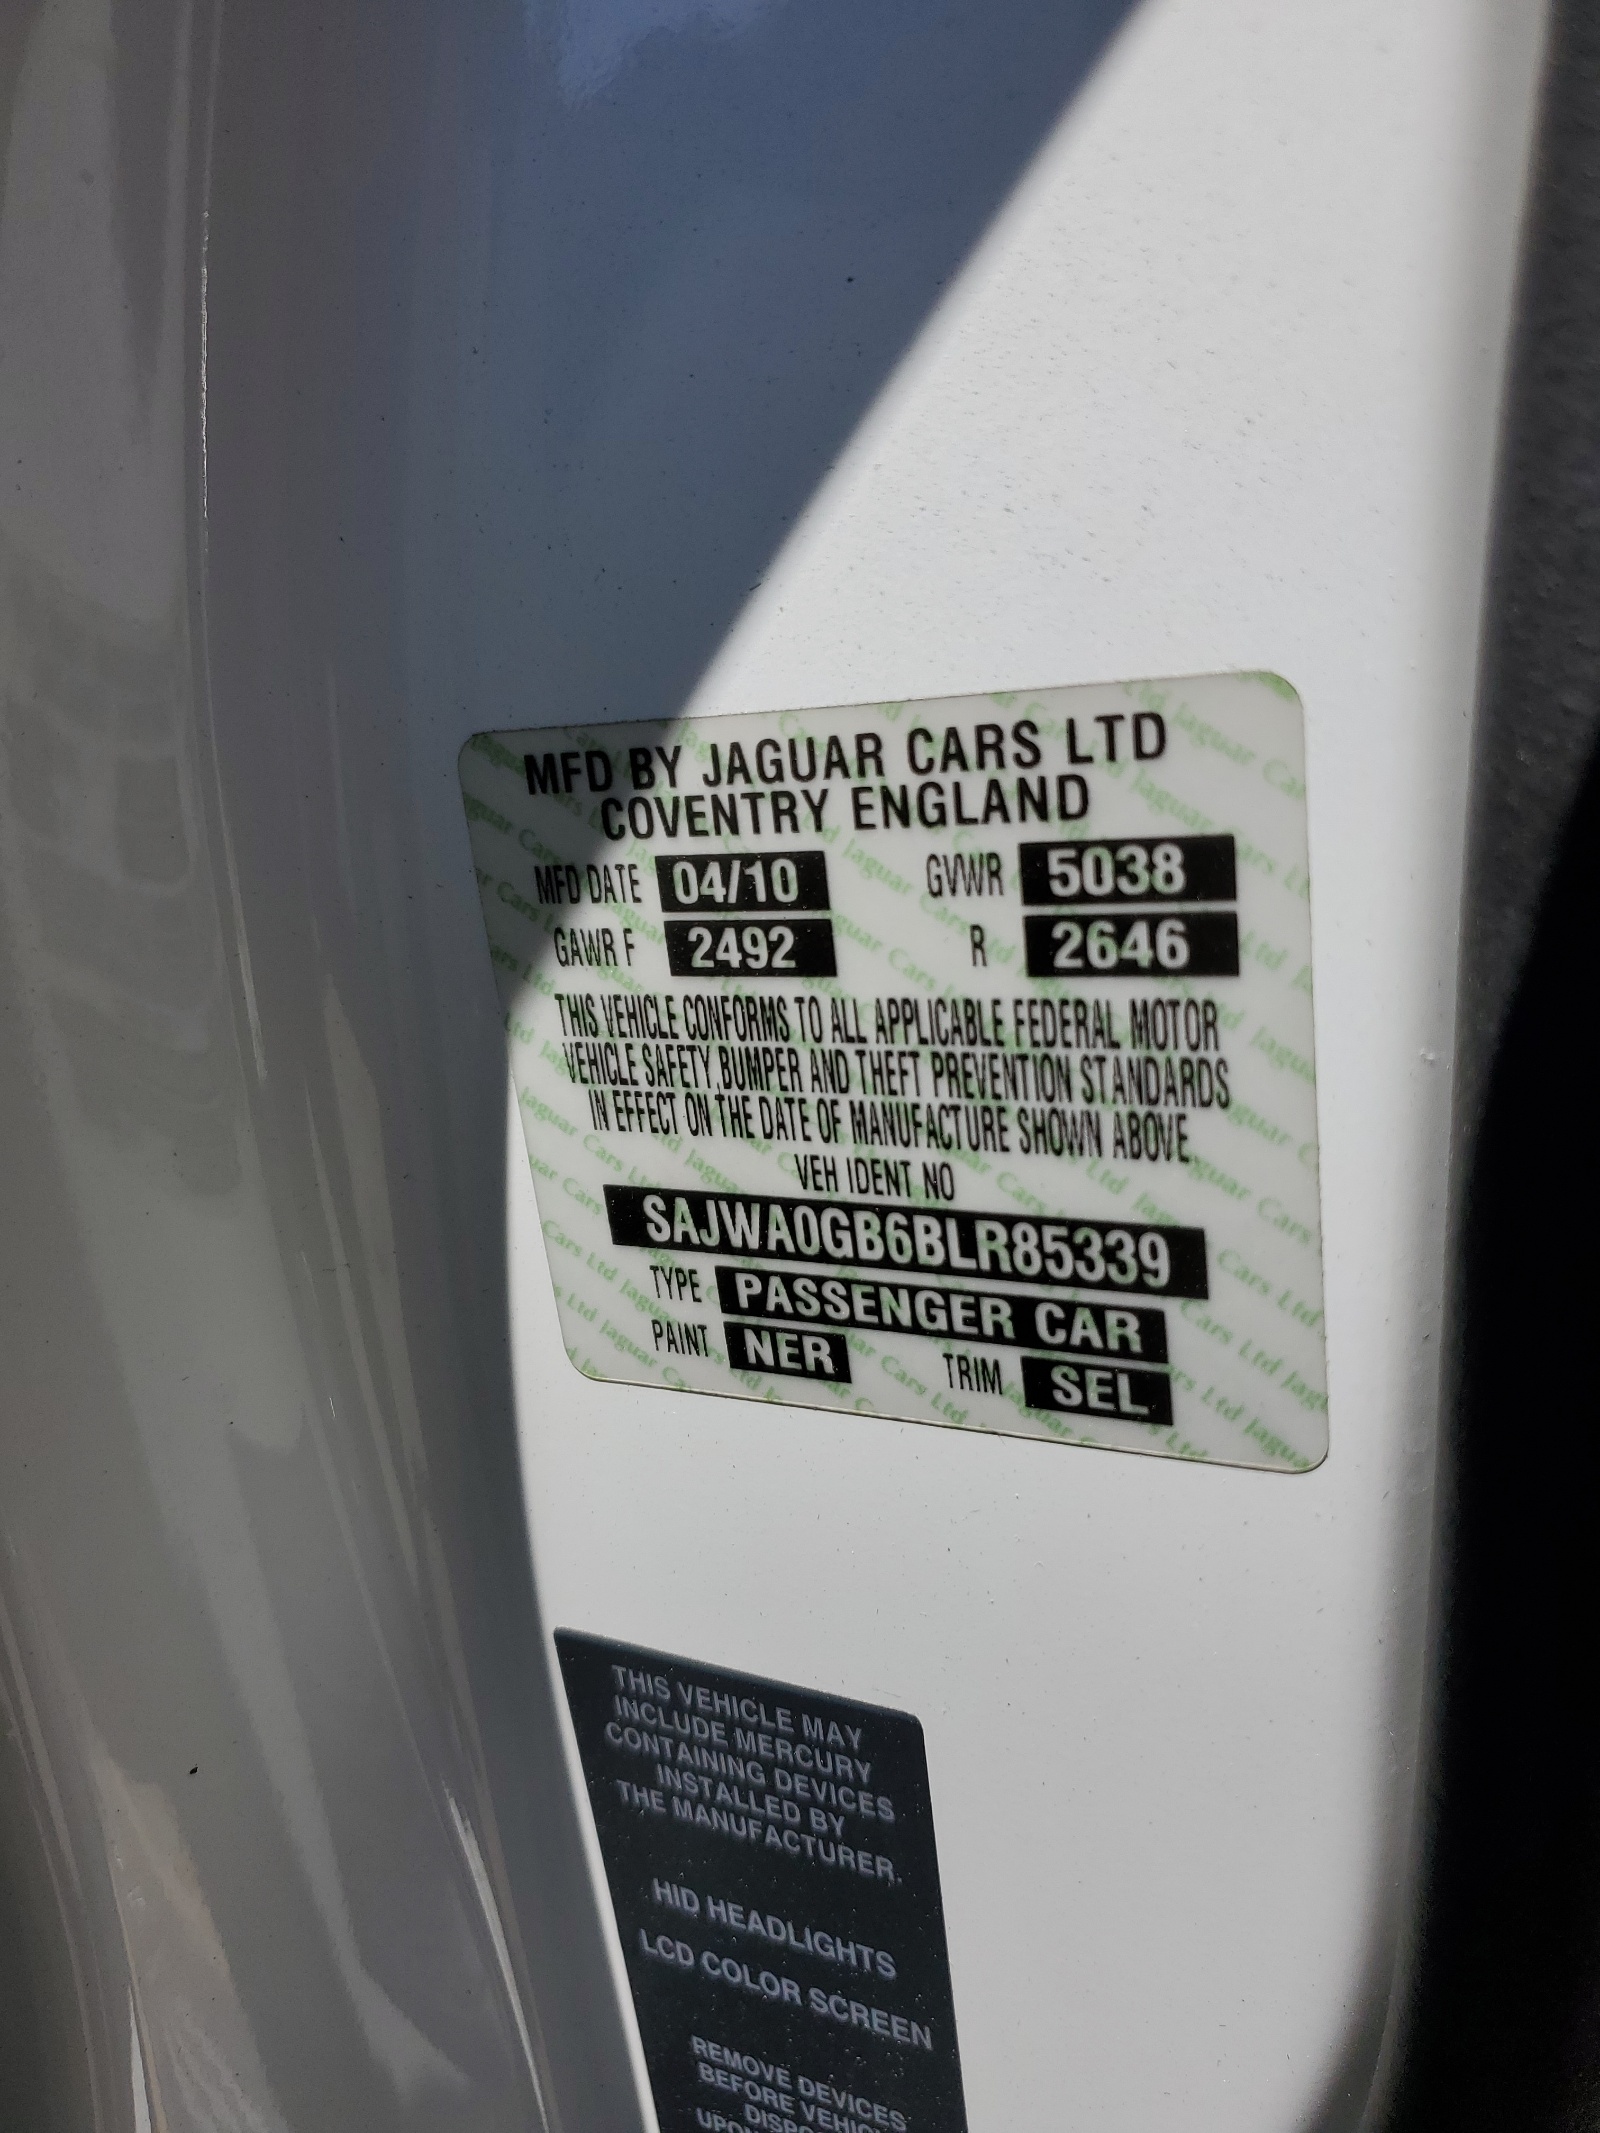 MFD BY JAGUAR CARS LTD
COVENTRY ENGLAND
MFD DATE 04/10 GVWR 5038
GAWR F 2492 R 2646
THIS VEHICLE CONFORMS TO ALL APPLICABLE FEDERAL MOTOR
VEHICLE SAFETY, BUMPER AND THEFT PREVENTION STANDARDS
IN EFFECT ON THE DATE OF MANUFACTURE SHOWN ABOVE.
VEH IDENT NO
SAJWA0GB6BLR85339
TYPE PASSENGER CAR
PAINT NER TRIM SEL
THIS VEHICLE MAY
INCLUDE MERCURY
CONTAINING DEVICES
INSTALLED BY
THE MANUFACTURER.
HID HEADLIGHTS
LCD COLOR SCREEN
REMOVE DEVICES
BEFORE